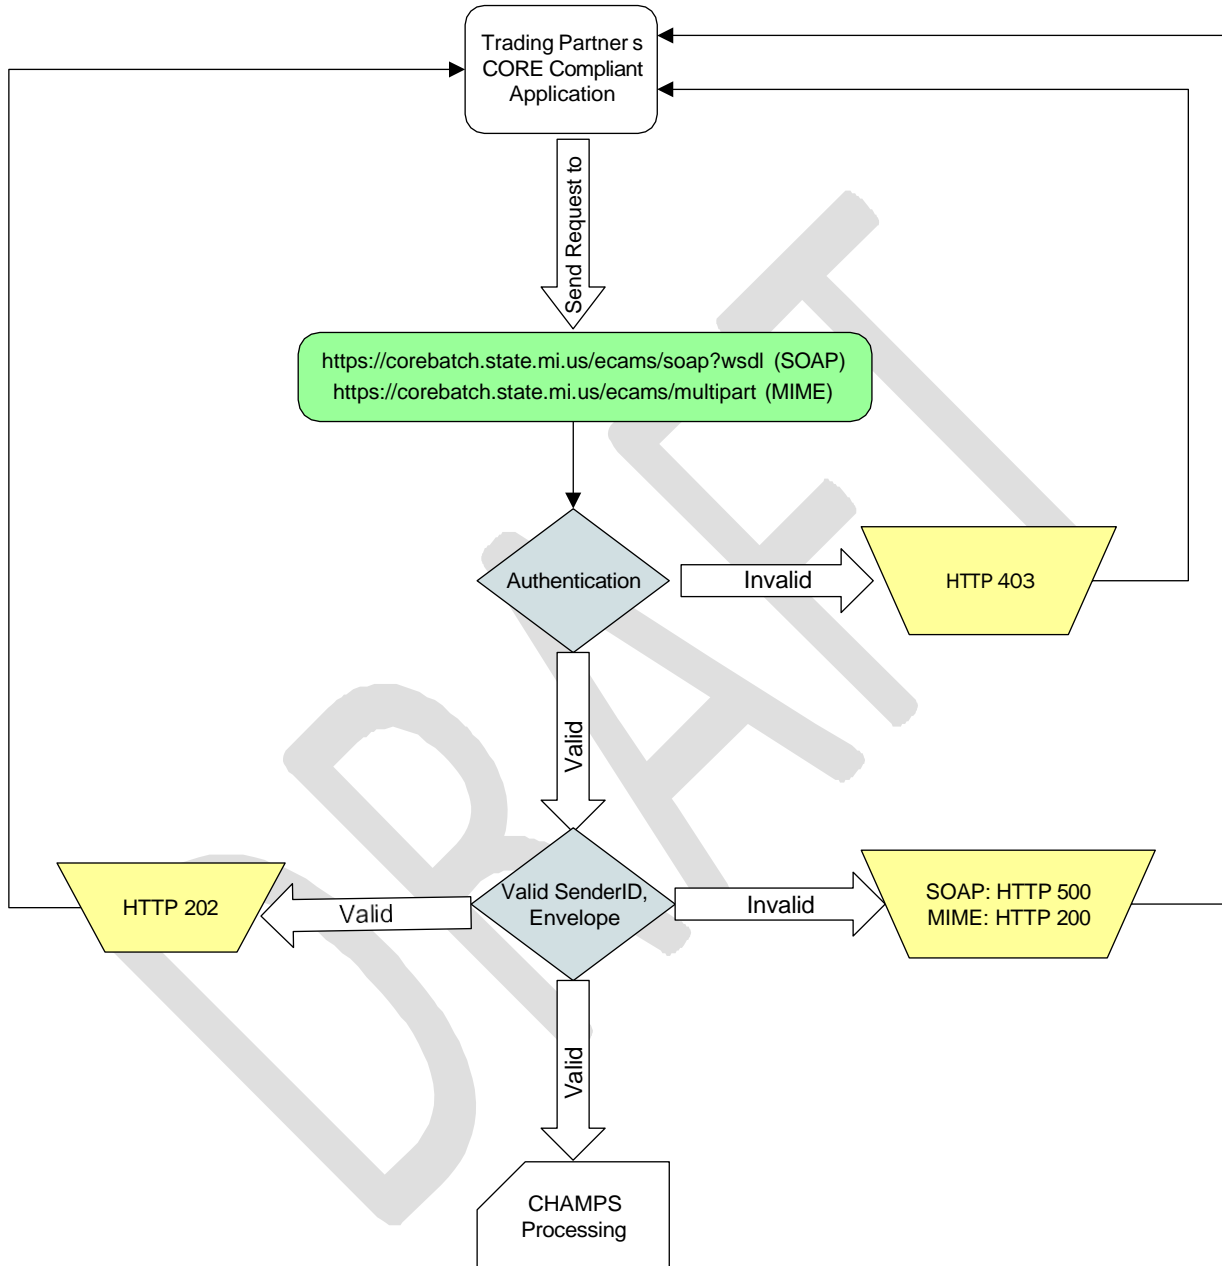 Trading Partner s
CORE Compliant
Application
Send Request to
https://corebatch.state.mi.us/ecams/soap?wsdl (SOAP)
https://corebatch.state.mi.us/ecams/multipart (MIME)
Authentication
Invalid
HTTP 403
Valid
HTTP 202
Valid
Valid SenderID,
Envelope
Invalid
SOAP: HTTP 500
MIME: HTTP 200
Valid
CHAMPS
Processing
DRAFT